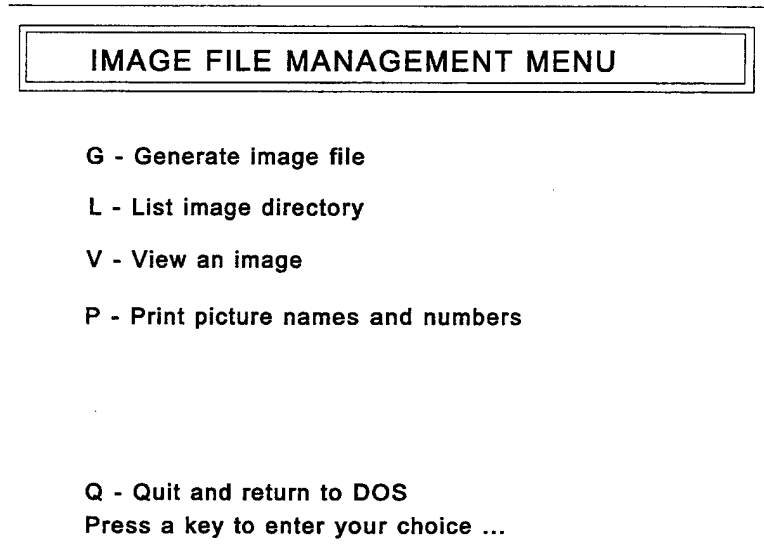 IMAGE FILE MANAGEMENT MENU
G - Generate image file
L - List image directory
V - View an image
P - Print picture names and numbers
Q - Quit and return to DOS
Press a key to enter your choice ...